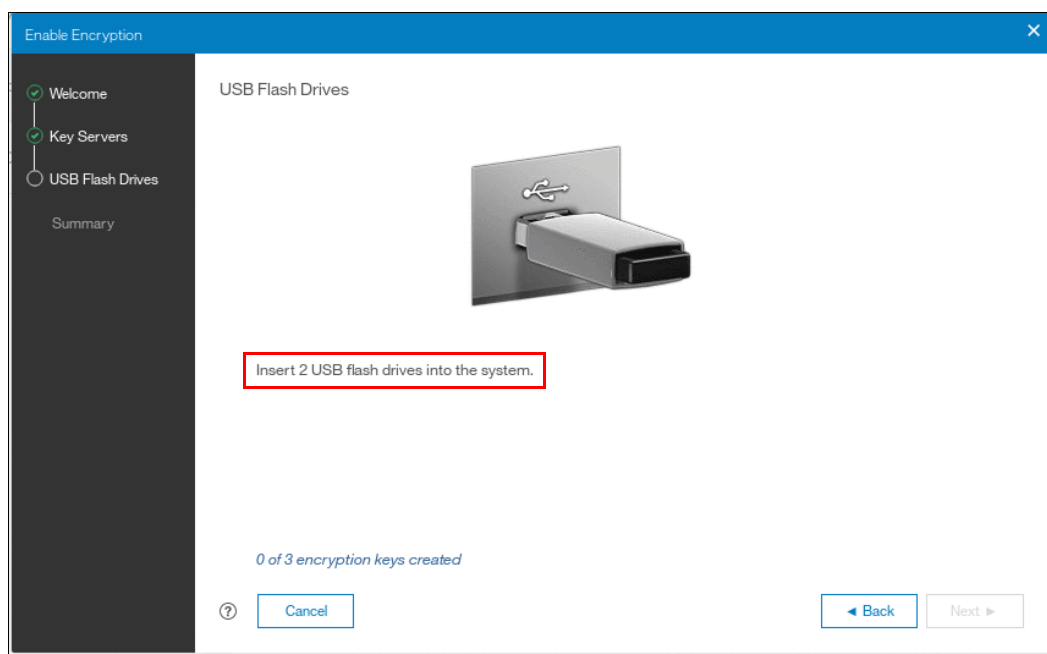 Enable Encryption
Welcome
Key Servers
USB Flash Drives
Summary
USB Flash Drives
Insert 2 USB flash drives into the system.
0 of 3 encryption keys created
?
Cancel
◄ Back
Next ►